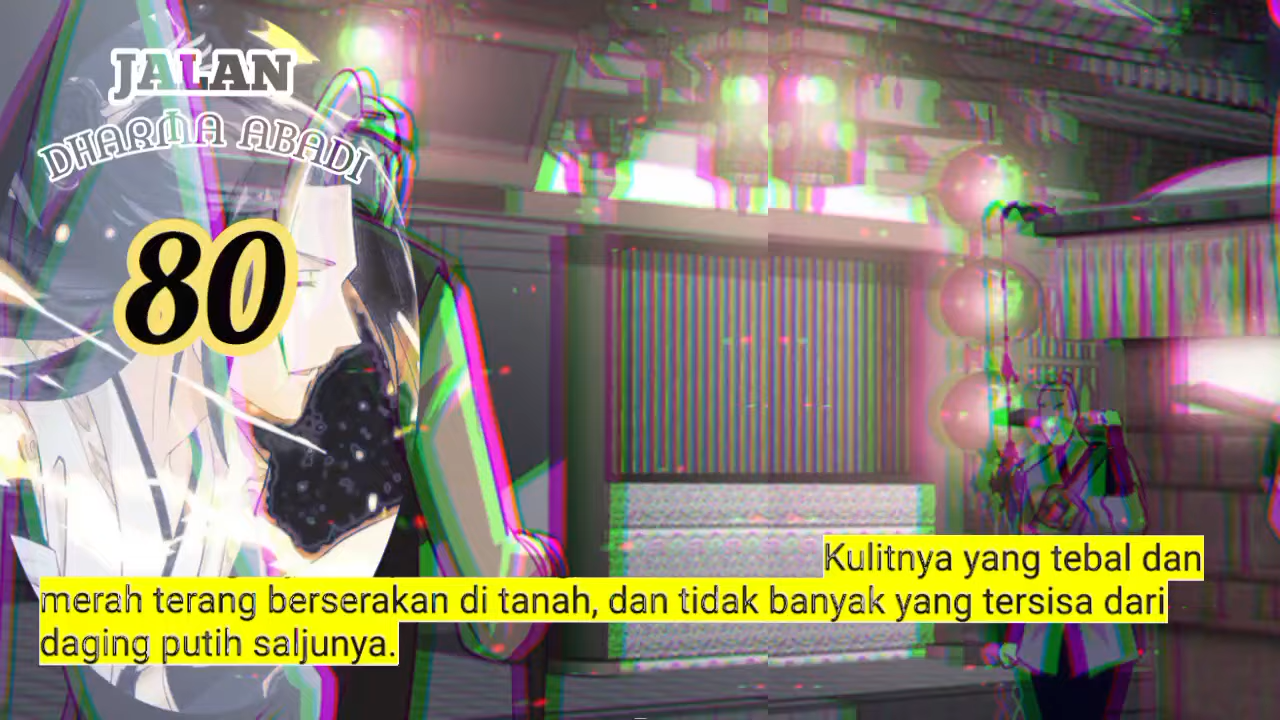 JALAN
DHARMA ABADI
80
Kulitnya yang tebal dan
merah terang berserakan di tanah, dan tidak banyak yang tersisa dari
daging putih saljunya.